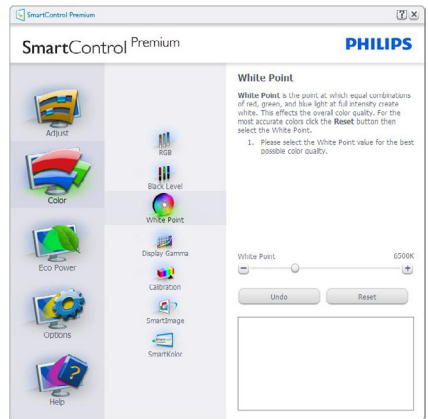 SmartControl Premium
SmartControl Premium
PHILIPS
Adjust
Color
Eco Power
Options
Help
RGB
Black Level
White Point
Display Gamma
Calibration
SmartImage
SmartKolor
White Point
White Point is the point at which equal combinations
of red, green, and blue light at full intensity create
white. This effects the overall color quality. For the
most accurate colors click the Reset button then
select the White Point.
1. Please select the White Point value for the best
possible color quality.
White Point 6500K
Undo Reset